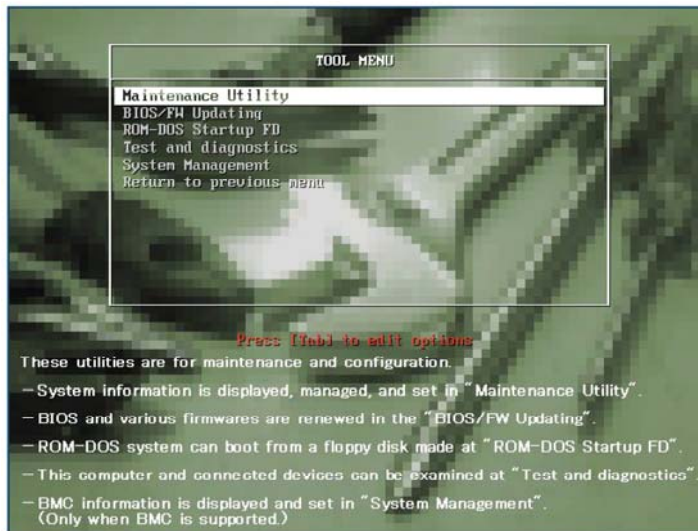 TOOL MENU
Maintenance Utility
BIOS/FW Updating
ROM-DOS Startup FD
Test and diagnostics
System Management
Return to previous menu
Press [Tab] to edit options
These utilities are for maintenance and configuration.
—System information is displayed, managed, and set in "Maintenance Utility".
—BIOS and various firmwares are renewed in the "BIOS/FW Updating".
—ROM-DOS system can boot from a floppy disk made at "ROM-DOS Startup FD".
—This computer and connected devices can be examined at "Test and diagnostics".
—BMC information is displayed and set in "System Management".
(Only when BMC is supported.)